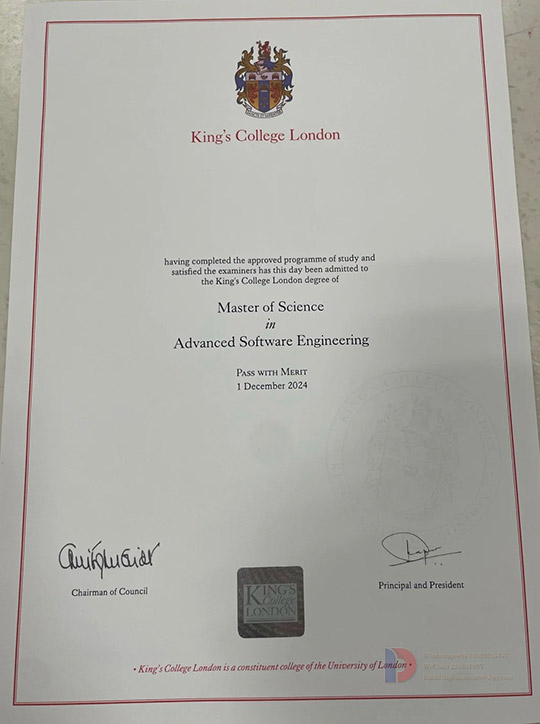 King's College London
having completed the approved programme of study and
satisfied the examiners has this day been admitted to
the King's College London degree of
Master of Science
in
Advanced Software Engineering
Pass with Merit
1 December 2024
Chairman of Council
Principal and President
KING'S
College
LONDON
• King's College London is a constituent college of the University of London •